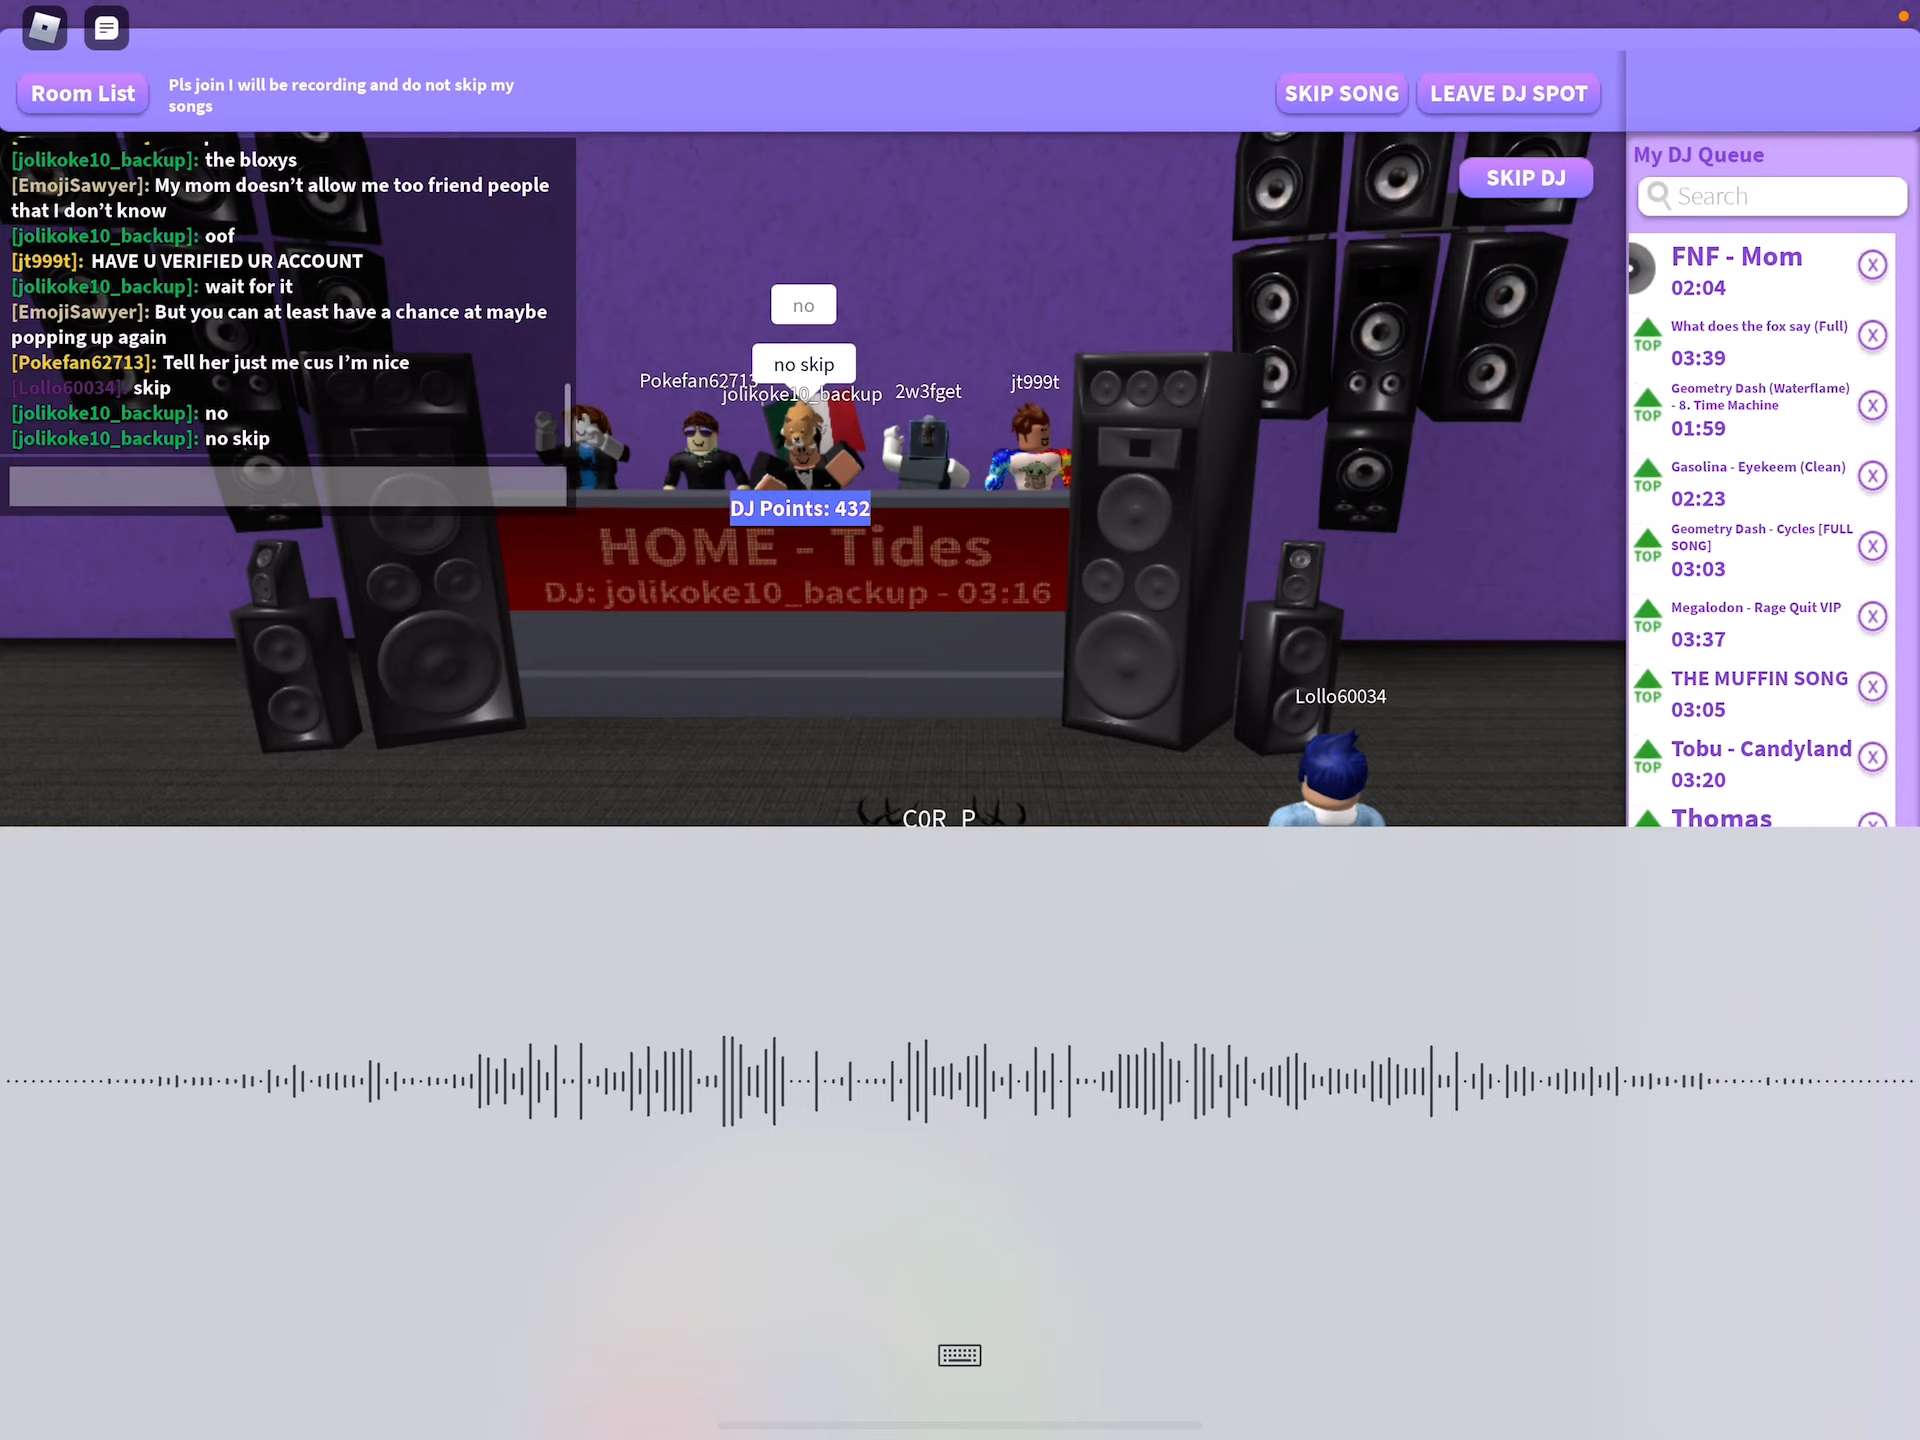 Room List
Pls join I will be recording and do not skip my
songs
SKIP SONG
LEAVE DJ SPOT
[jolikoke10_backup]: the bloxys
[EmojiSawyer]: My mom doesn't allow me too friend people
that I don't know
[jolikoke10_backup]: oof
[jt999t]: HAVE U VERIFIED UR ACCOUNT
[jolikoke10_backup]: wait for it
[EmojiSawyer]: But you can at least have a chance at maybe
popping up again
[Pokefan62713]: Tell her just me cus I'm nice
[Lollo60034]: skip
[jolikoke10_backup]: no
[jolikoke10_backup]: no skip
SKIP DJ
no
no skip
Pokefan62713
jolikoke10_backup
2w3fget
jt999t
DJ Points: 432
HOME - Tides
DJ: jolikoke10_backup - 03:16
Lollo60034
C0R_P
My DJ Queue
Search
FNF - Mom
02:04
X
TOP
What does the fox say (Full)
03:39
X
TOP
Geometry Dash (Waterflame)
- 8. Time Machine
01:59
X
TOP
Gasolina - Eyekeem (Clean)
02:23
X
TOP
Geometry Dash - Cycles [FULL
SONG]
03:03
X
TOP
Megalodon - Rage Quit VIP
03:37
X
TOP
THE MUFFIN SONG
03:05
X
TOP
Tobu - Candyland
03:20
X
Thomas